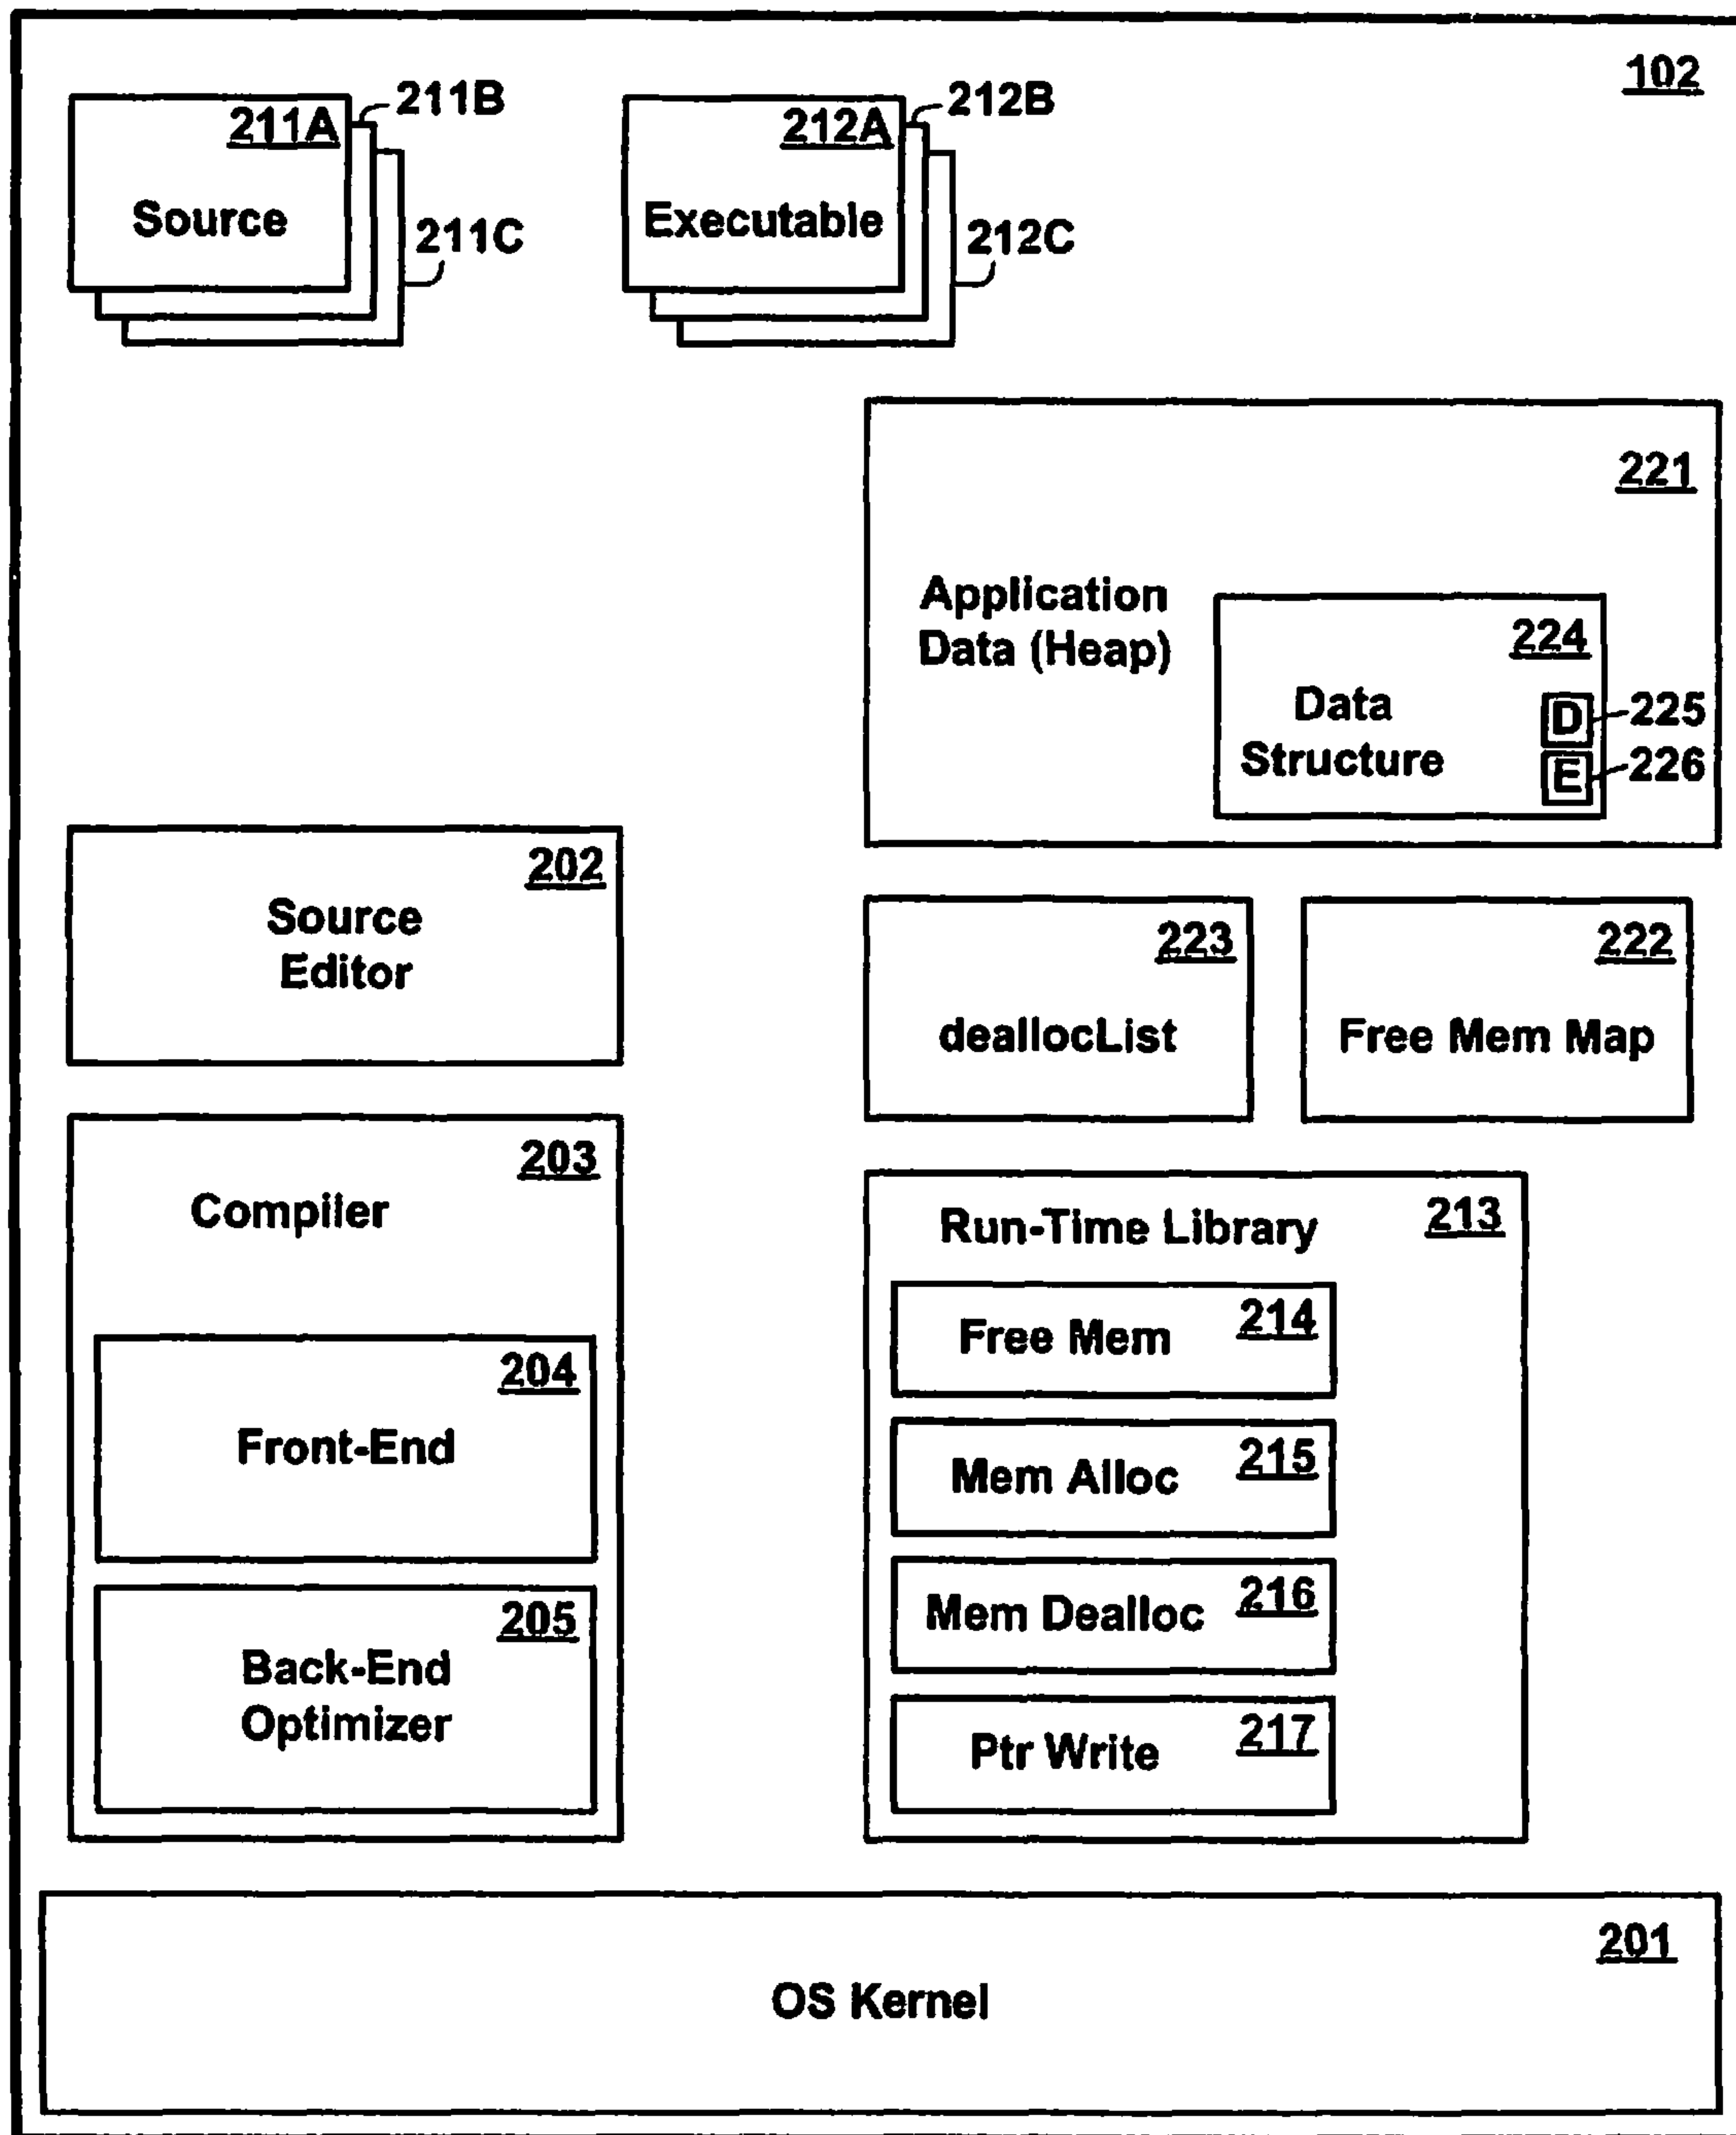 102
211A
211B
Source
211C
212A
212B
Executable
212C
221
Application
Data (Heap)
224
Data
Structure
D
225
E
226
202
Source
Editor
223
deallocList
222
Free Mem Map
203
Compiler
204
Front-End
205
Back-End
Optimizer
213
Run-Time Library
214
Free Mem
215
Mem Alloc
216
Mem Dealloc
217
Ptr Write
201
OS Kernel